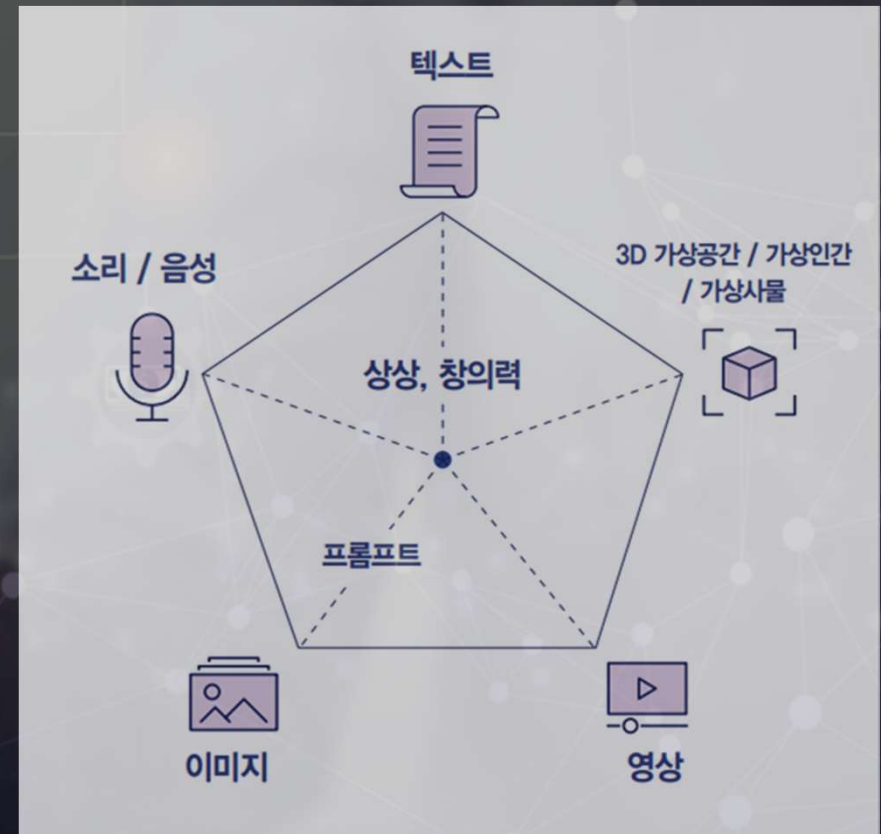 텍스트
소리 / 음성
3D 가상공간 / 가상인간
/ 가상사물
상상, 창의력
프롬프트
이미지
영상